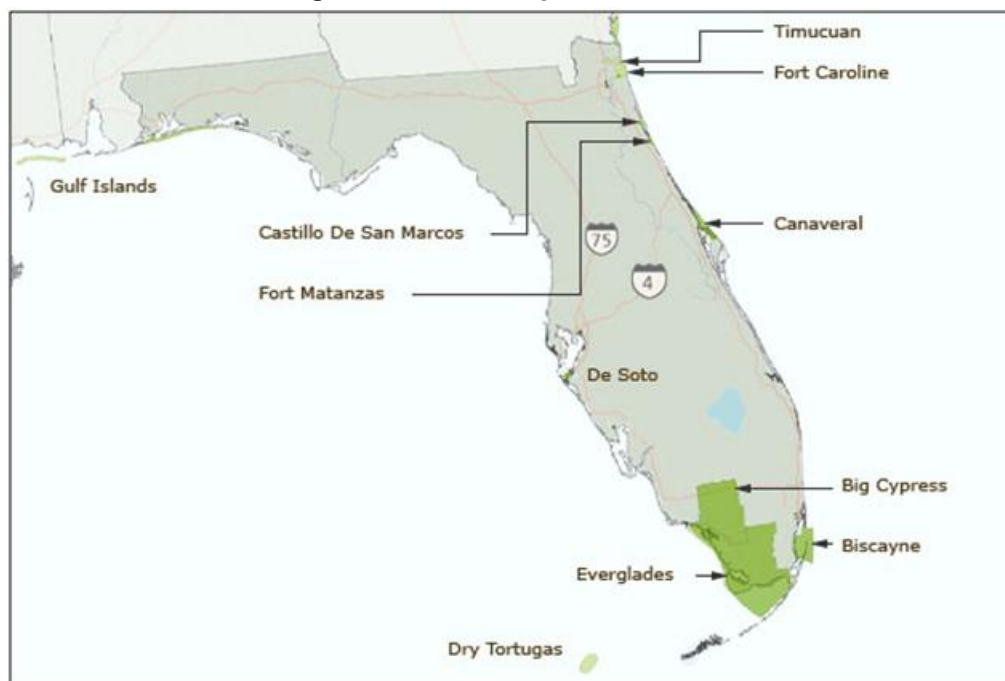 Timucuan
Fort Caroline
Gulf Islands
Castillo De San Marcos
Canaveral
75
Fort Matanzas
4
De Soto
Big Cypress
Biscayne
Everglades
Dry Tortugas